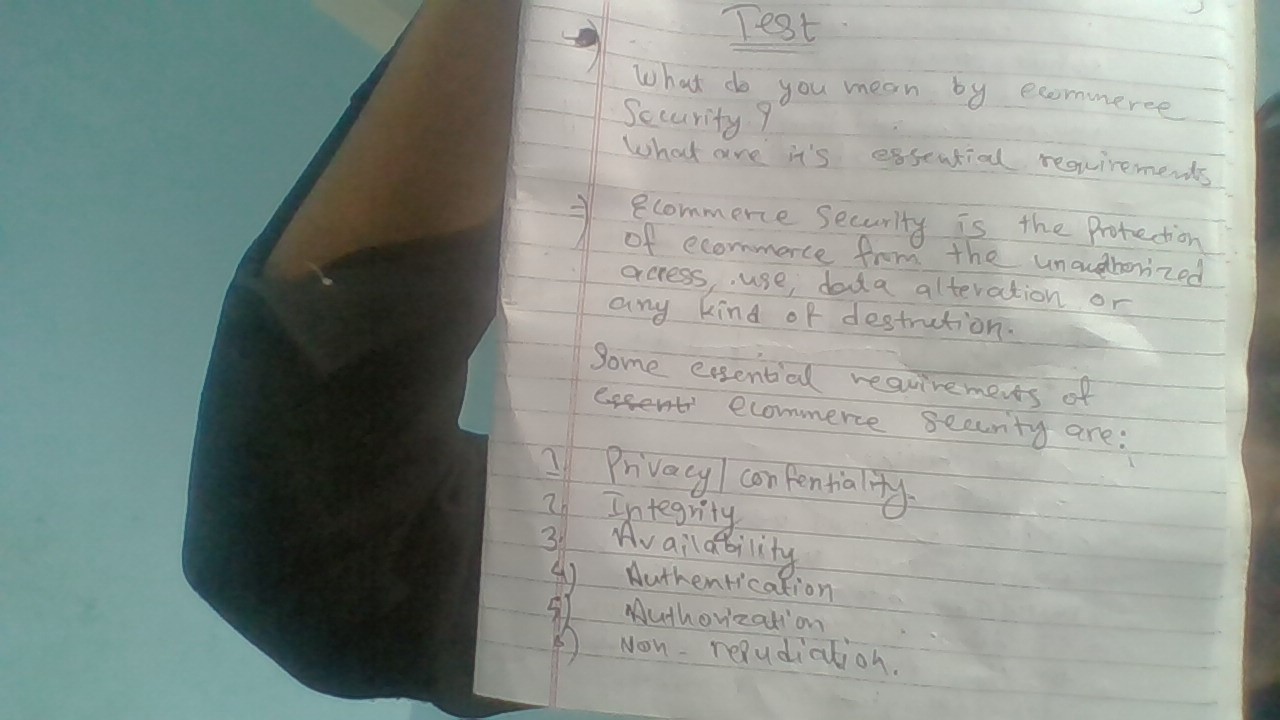 Test
What do you mean by ecommerce
Security ?
What are it's essential requirements
=) Ecommerce Security is the Protection
of ecommerce from the unauthorized
access, use, data alteration or
any kind of destruction.
Some essential requirements of
essenti ecommerce security are:
1. Privacy/confentiality.
2. Integrity
3. Availability
4) Authentication
5) Authorization
6) Non-repudiation.